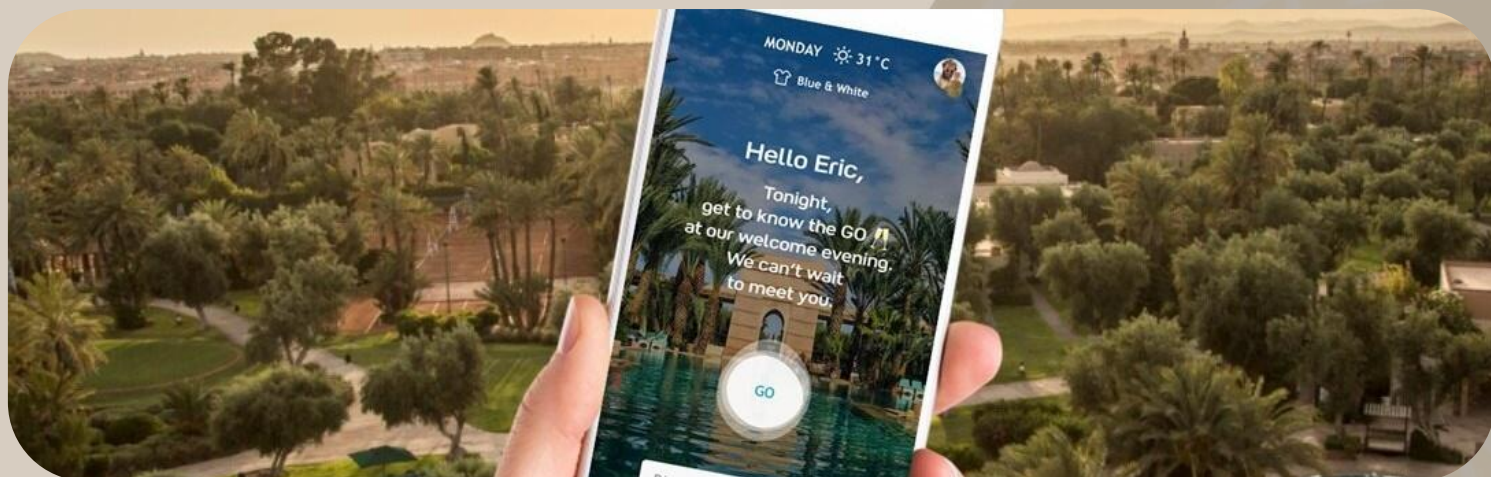 MONDAY 31°C
Blue & White
Hello Eric,
Tonight,
get to know the GO 🥂
at our welcome evening.
We can't wait
to meet you.
GO